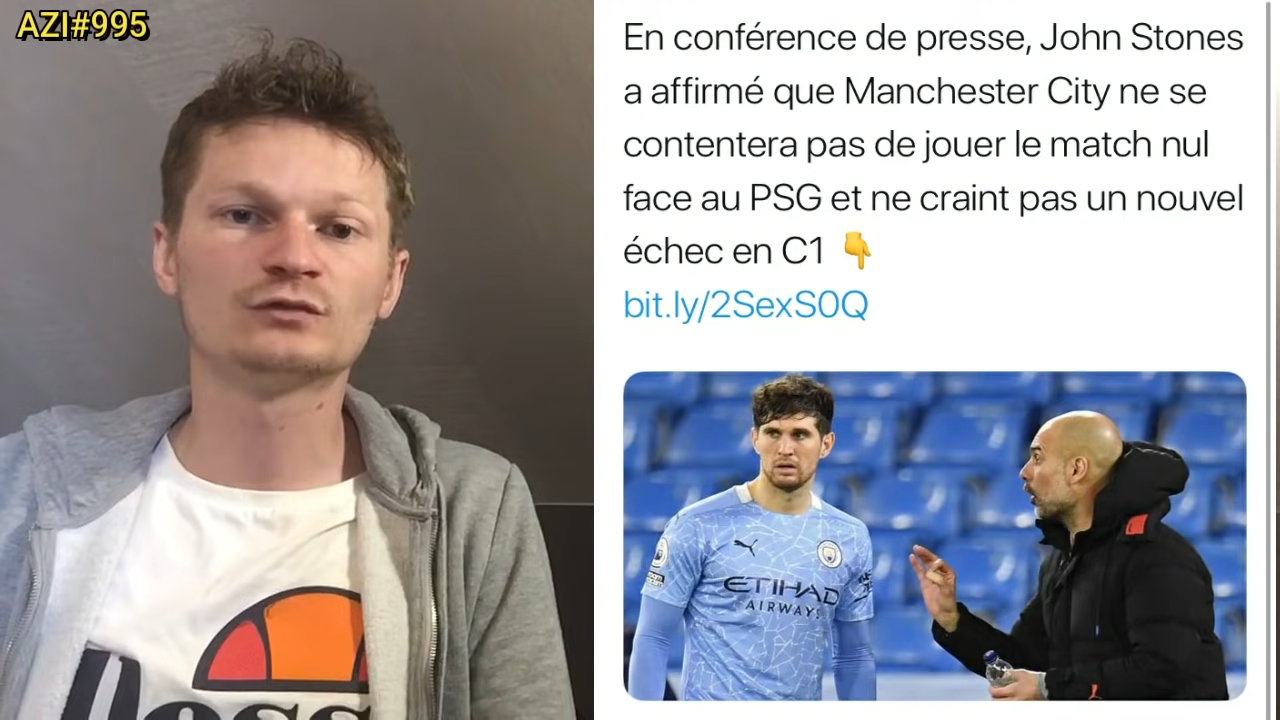 AZI#995
En conférence de presse, John Stones
a affirmé que Manchester City ne se
contentera pas de jouer le match nul
face au PSG et ne craint pas un nouvel
échec en C1 👇
bit.ly/2SexS0Q
ETIHAD
AIRWAYS